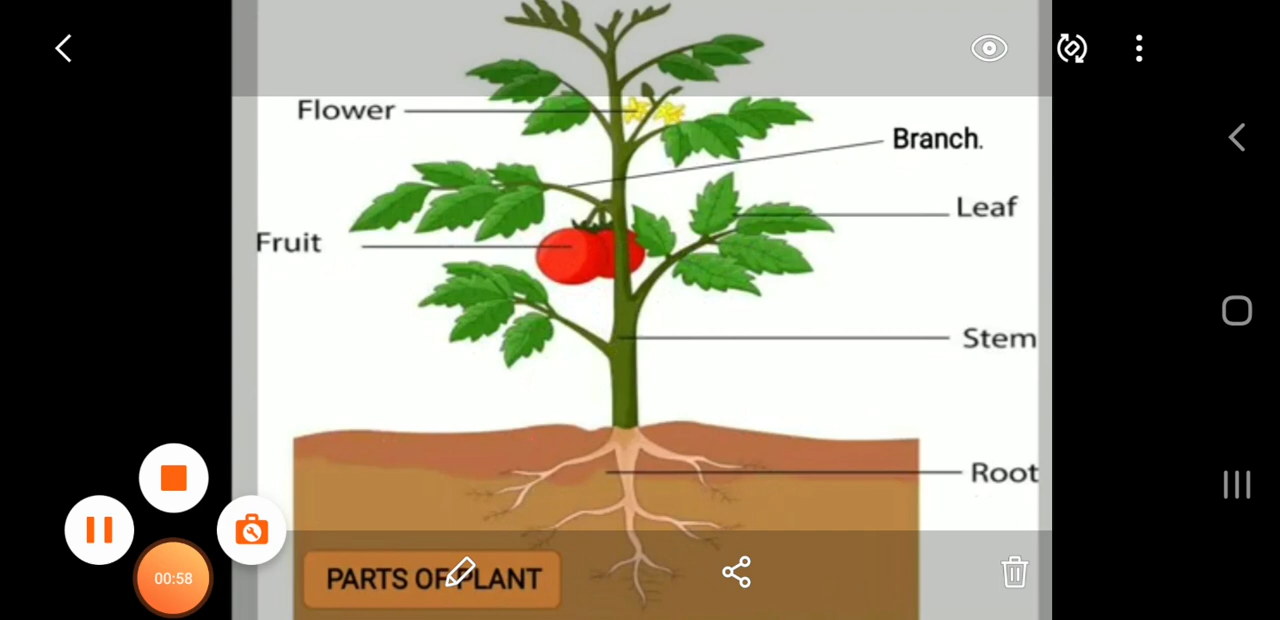 Flower
Branch.
Leaf
Fruit
Stem
Root
PARTS OF PLANT
00:58